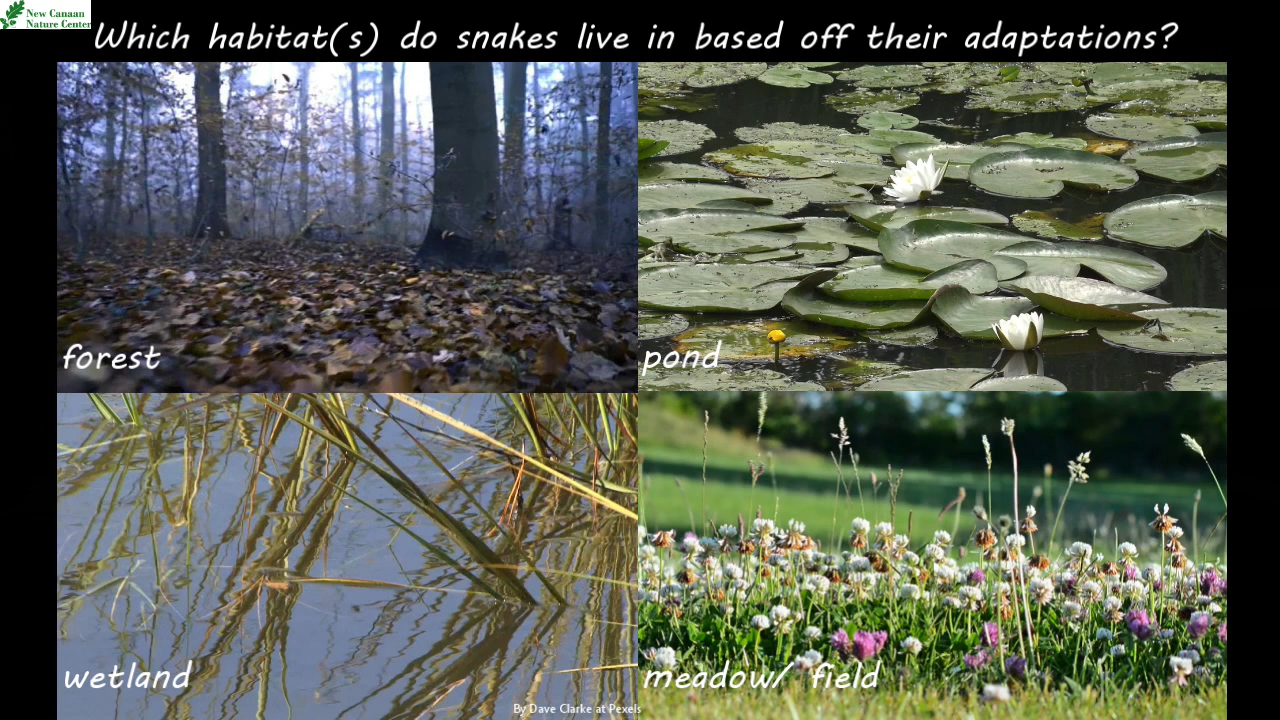 New Canaan
Nature Center
Which habitat(s) do snakes live in based off their adaptations?
forest
pond
wetland
meadow/ field
By Dave Clarke at Pexels